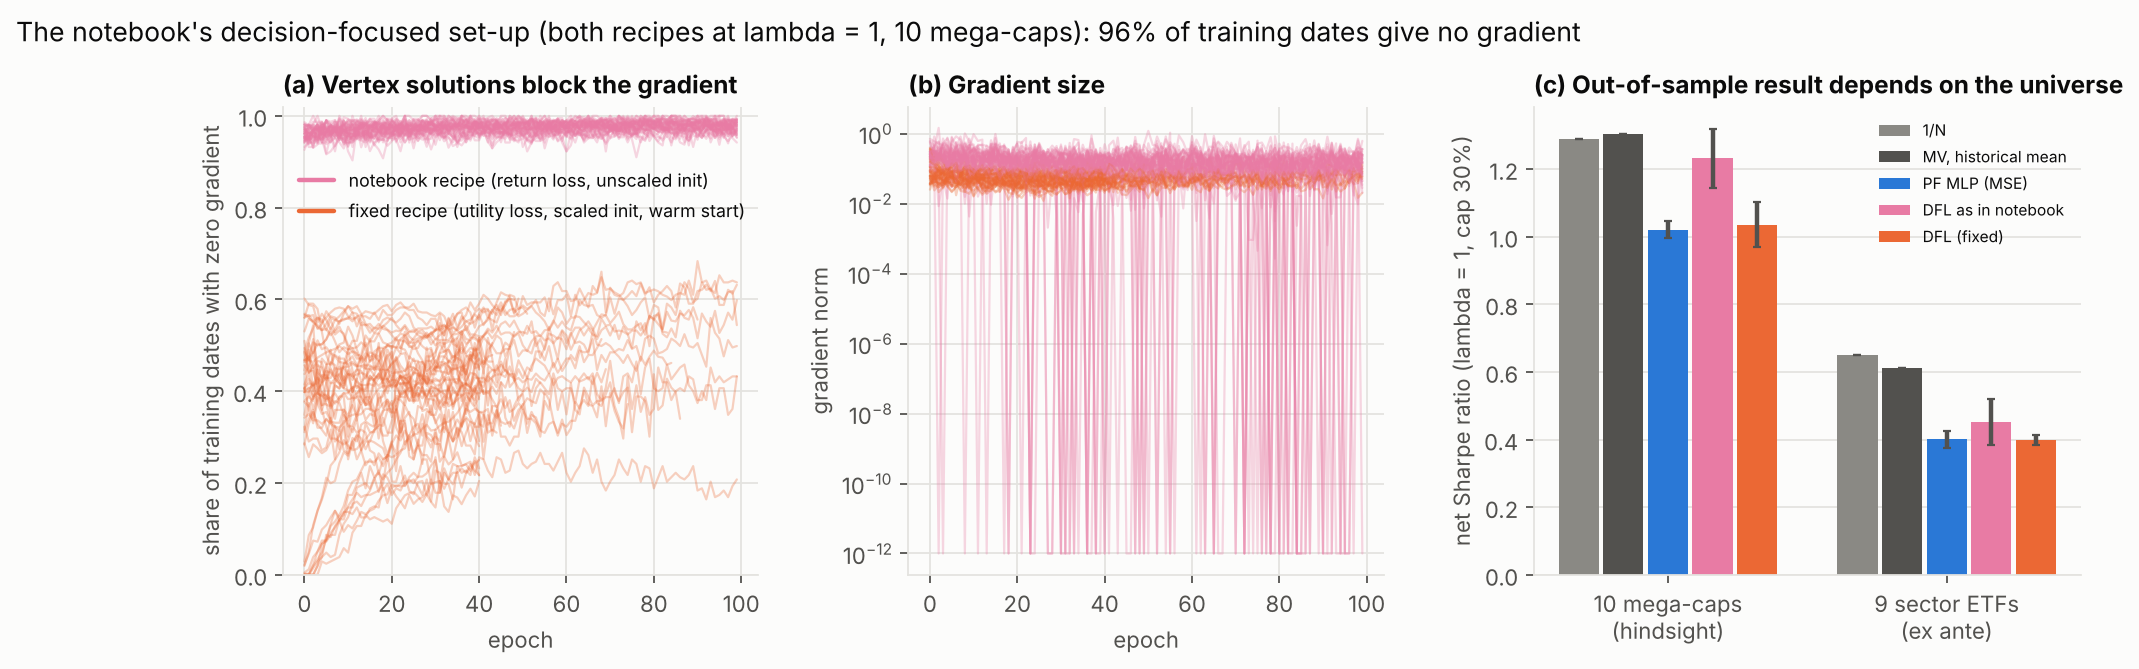 The notebook's decision-focused set-up (both recipes at lambda = 1, 10 mega-caps): 96% of training dates give no gradient
(a) Vertex solutions block the gradient
share of training dates with zero gradient
1.0
0.8
0.6
0.4
0.2
0.0
notebook recipe (return loss, unscaled init)
fixed recipe (utility loss, scaled init, warm start)
0 20 40 60 80 100
epoch
(b) Gradient size
gradient norm
10⁰
10⁻²
10⁻⁴
10⁻⁶
10⁻⁸
10⁻¹⁰
10⁻¹²
0 20 40 60 80 100
epoch
(c) Out-of-sample result depends on the universe
net Sharpe ratio (lambda = 1, cap 30%)
1.2
1.0
0.8
0.6
0.4
0.2
0.0
1/N
MV, historical mean
PF MLP (MSE)
DFL as in notebook
DFL (fixed)
10 mega-caps
(hindsight)
9 sector ETFs
(ex ante)